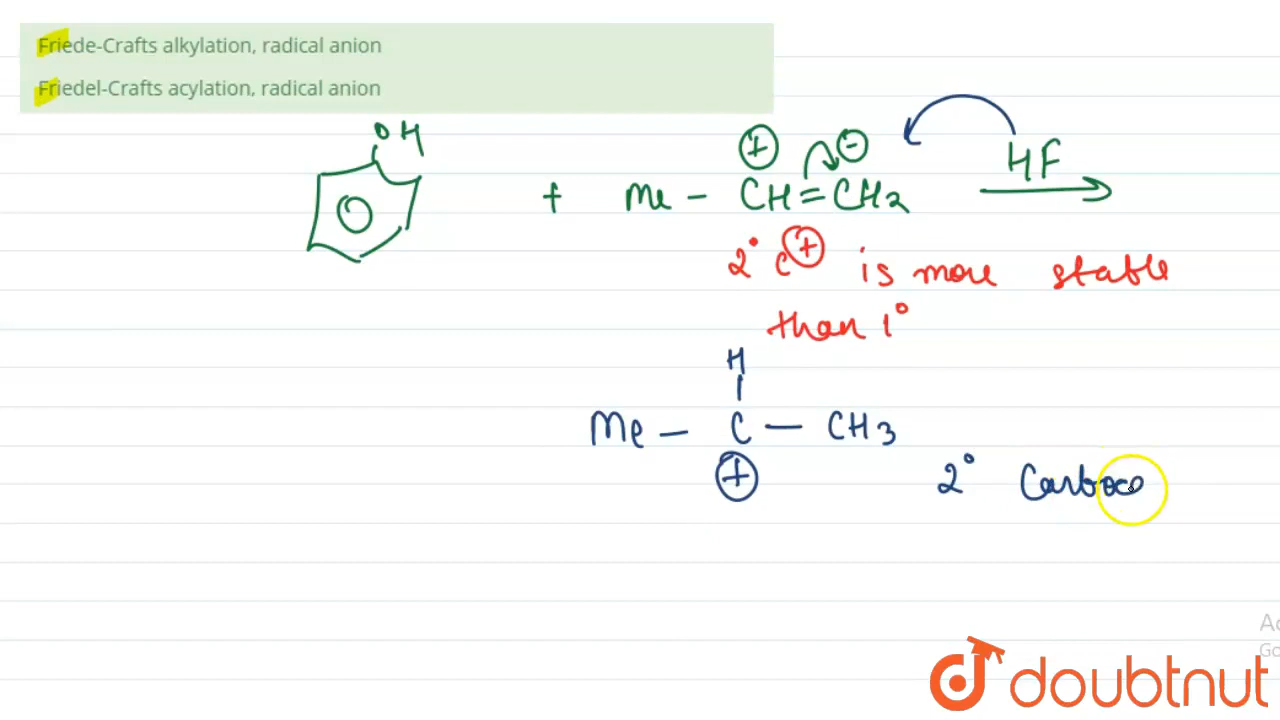 Friede-Crafts alkylation, radical anion
Friedel-Crafts acylation, radical anion
OH
+ Me - CH=CH2 HF
+ -
2° C+ is more stable
than 1°
H
Me - C - CH3
+
2° Carboc
doubtnut